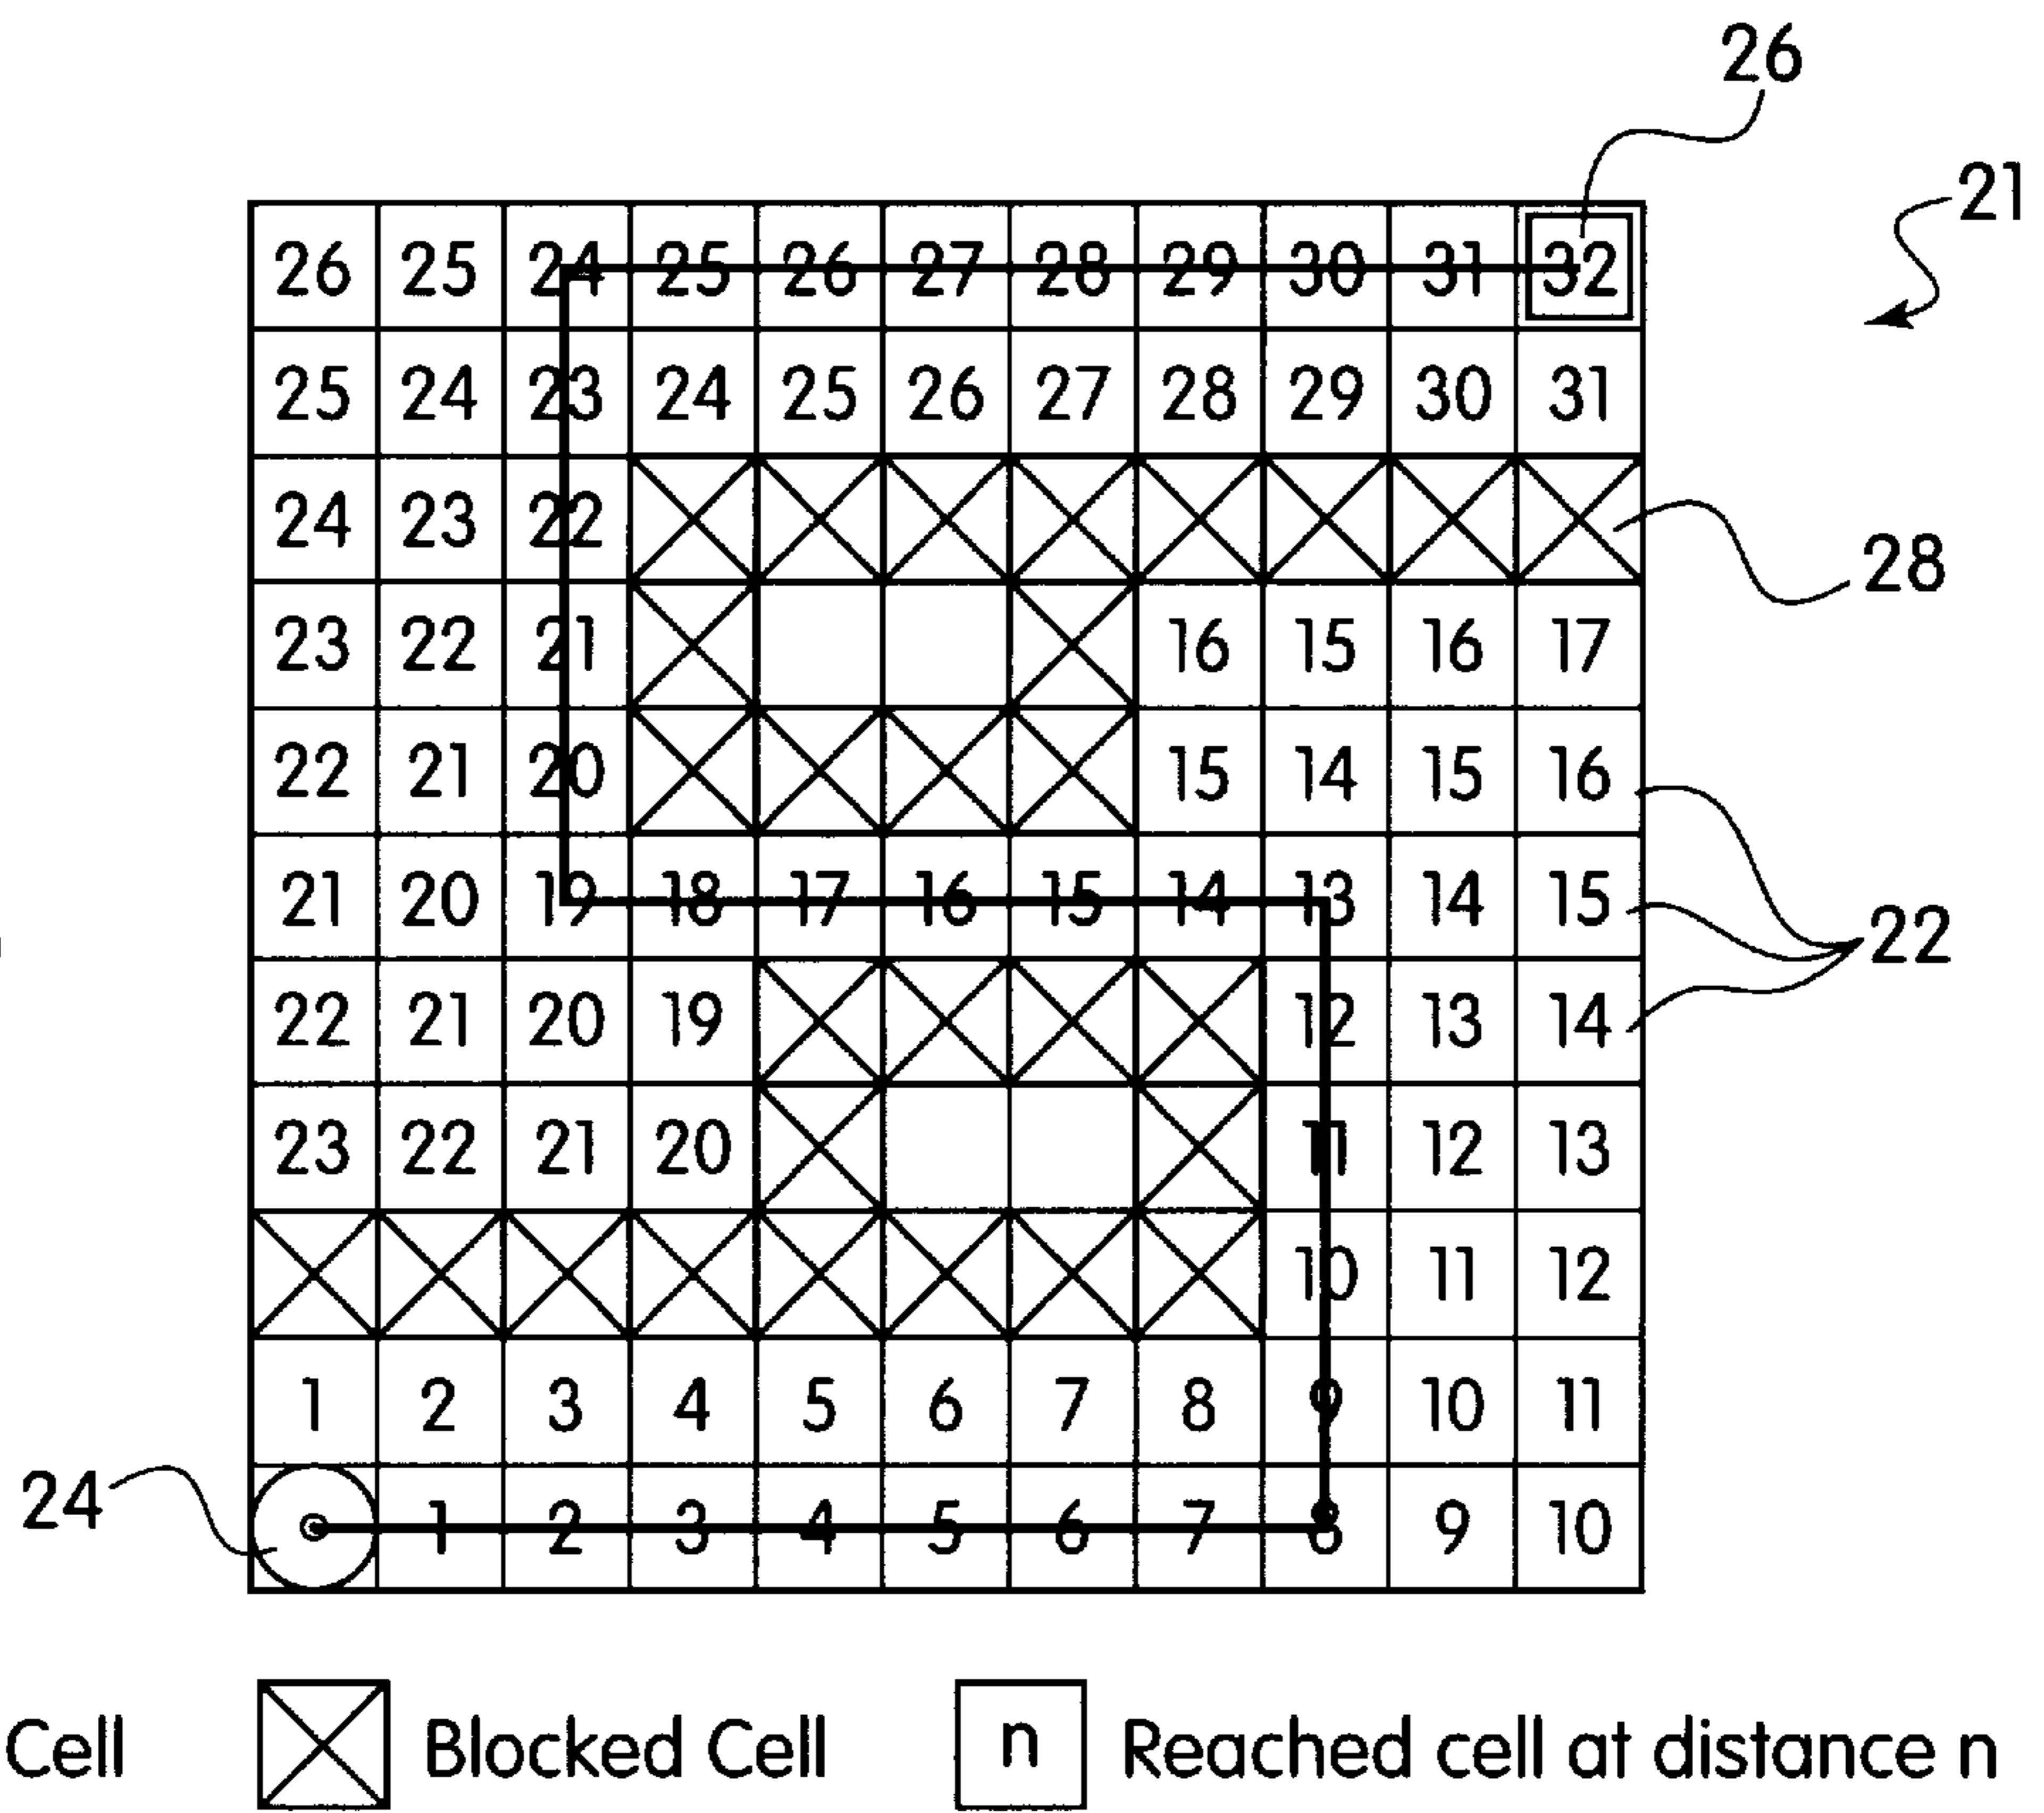 26
21
26 25 24 25 26 27 28 29 30 31 32
25 24 23 24 25 26 27 28 29 30 31
24 23 22
28
23 22 21 16 15 16 17
22 21 20 15 14 15 16
21 20 19 18 17 16 15 14 13 14 15
22
22 21 20 19 12 13 14
23 22 21 20 11 12 13
10 11 12
1 2 3 4 5 6 7 8 9 10 11
24
1 2 3 4 5 6 7 8 9 10
Cell Blocked Cell n Reached cell at distance n